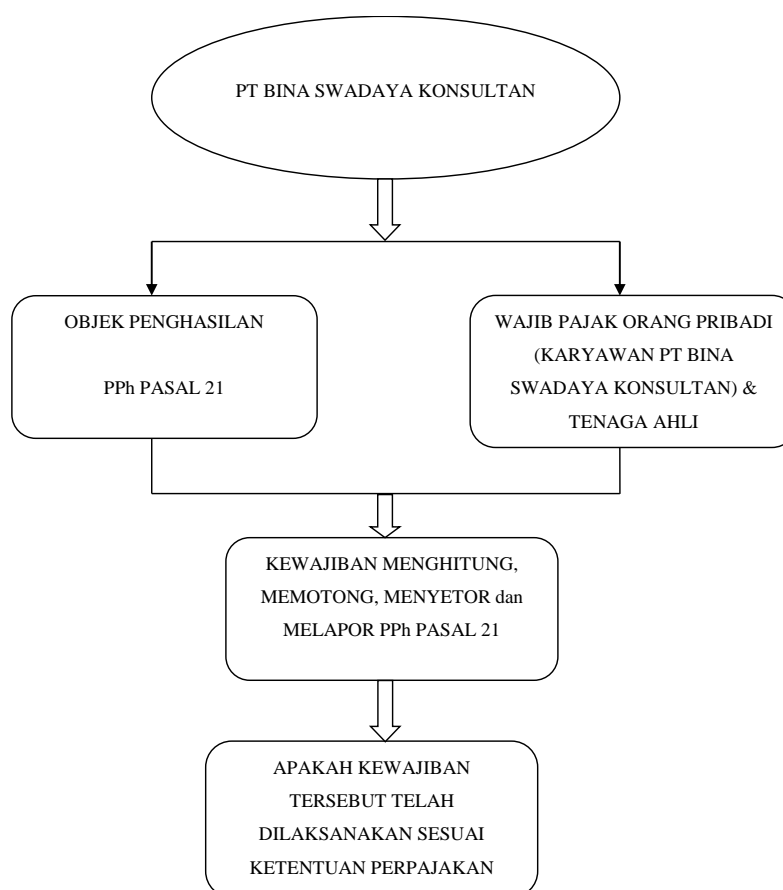 PT BINA SWADAYA KONSULTAN
OBJEK PENGHASILAN
PPh PASAL 21
WAJIB PAJAK ORANG PRIBADI
(KARYAWAN PT BINA
SWADAYA KONSULTAN) &
TENAGA AHLI
KEWAJIBAN MENGHITUNG,
MEMOTONG, MENYETOR dan
MELAPOR PPh PASAL 21
APAKAH KEWAJIBAN
TERSEBUT TELAH
DILAKSANAKAN SESUAI
KETENTUAN PERPAJAKAN